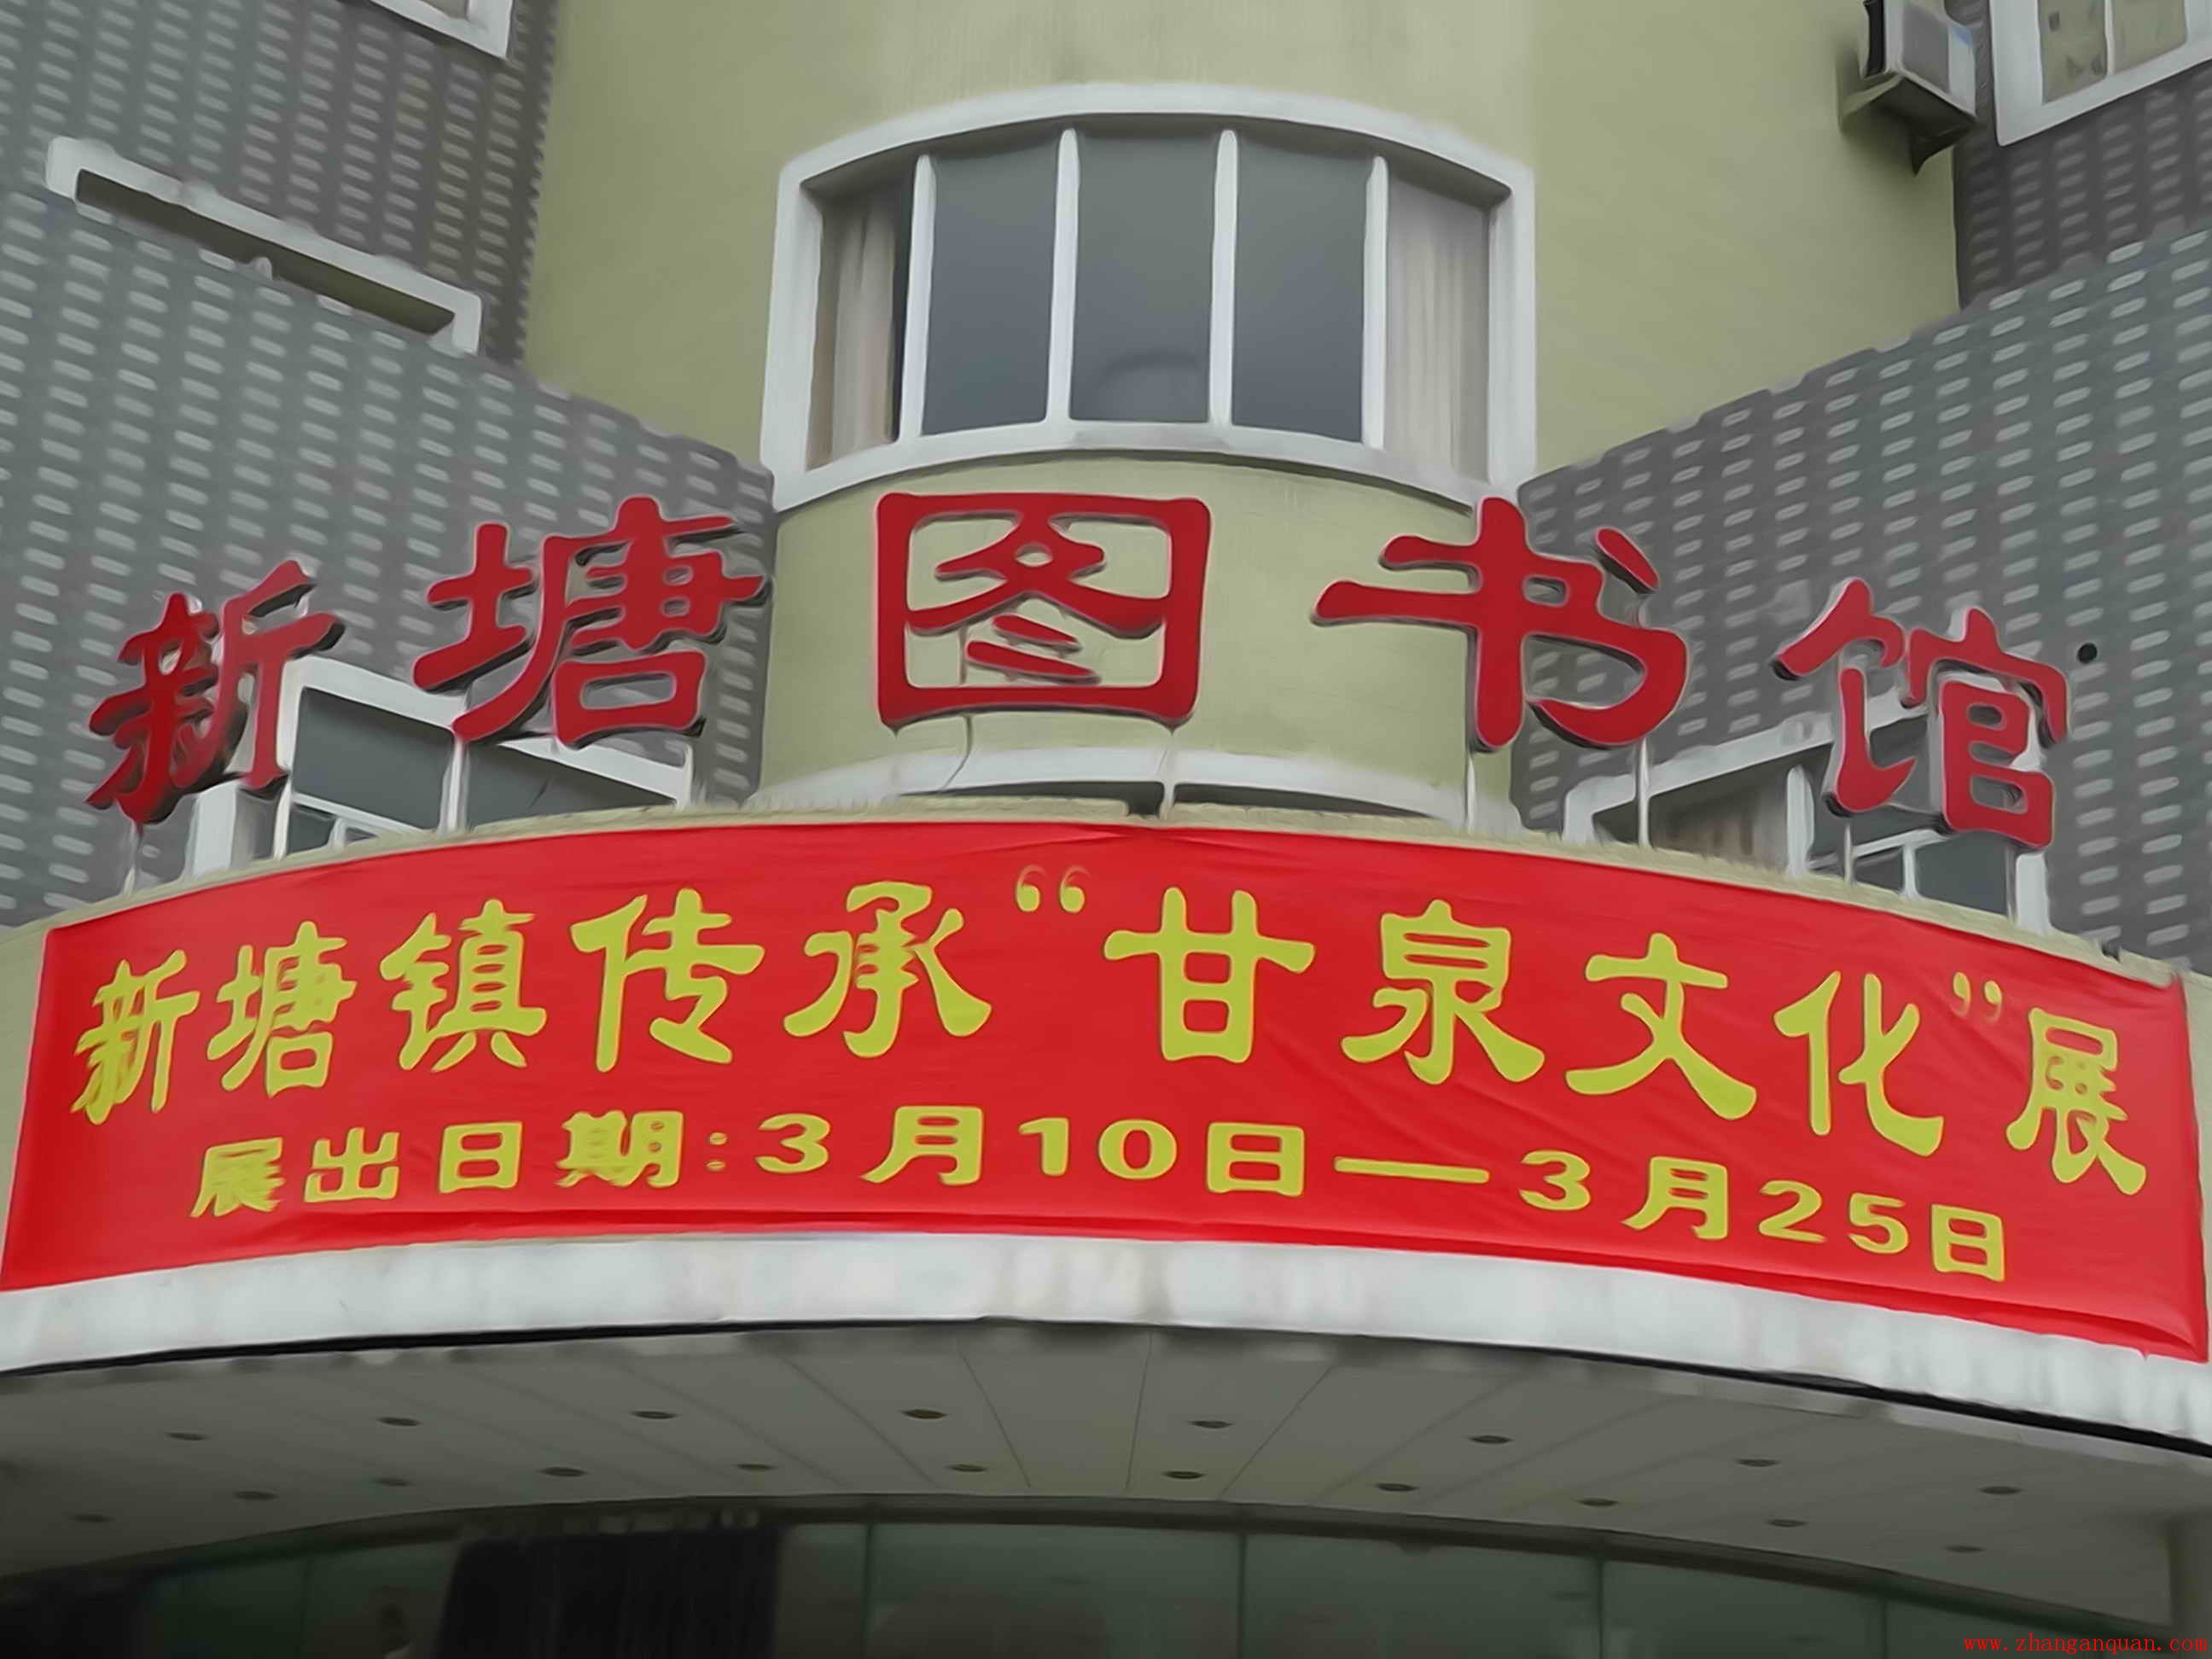 新塘图书馆
新塘镇传承“甘泉文化”展
展出日期:3月10日—3月25日
www.zhanganquan.com